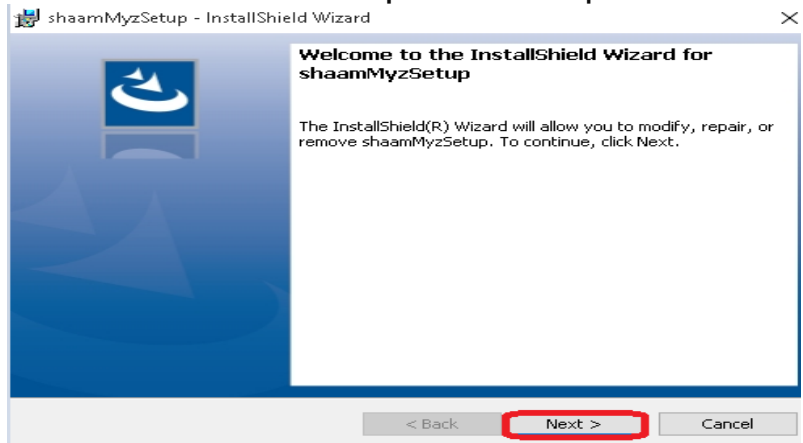 shaamMyzSetup - InstallShield Wizard
Welcome to the InstallShield Wizard for
shaamMyzSetup
The InstallShield(R) Wizard will allow you to modify, repair, or
remove shaamMyzSetup. To continue, click Next.
< Back Next > Cancel